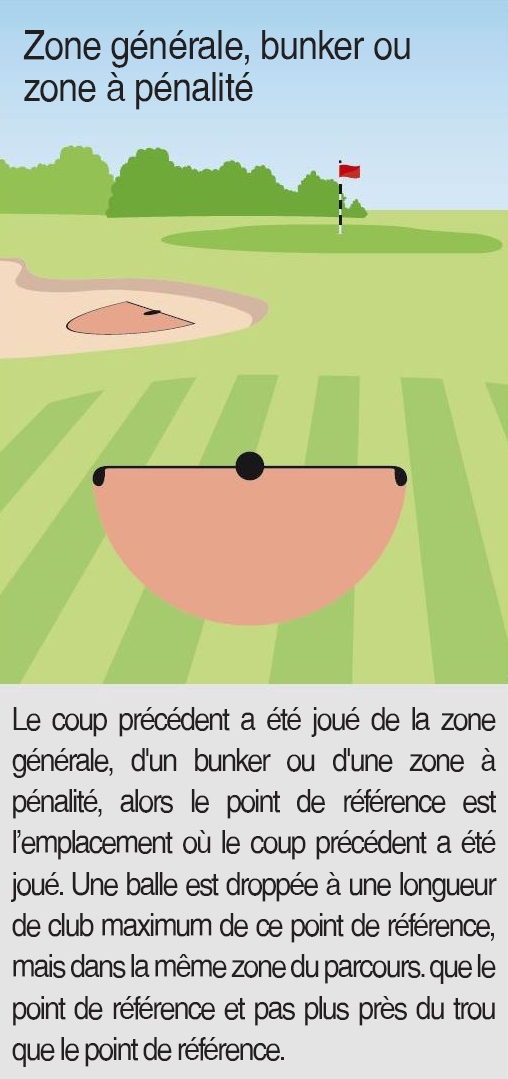 Zone générale, bunker ou
zone à pénalité
Le coup précédent a été joué de la zone
générale, d'un bunker ou d'une zone à
pénalité, alors le point de référence est
l’emplacement où le coup précédent a été
joué. Une balle est droppée à une longueur
de club maximum de ce point de référence,
mais dans la même zone du parcours. que le
point de référence et pas plus près du trou
que le point de référence.